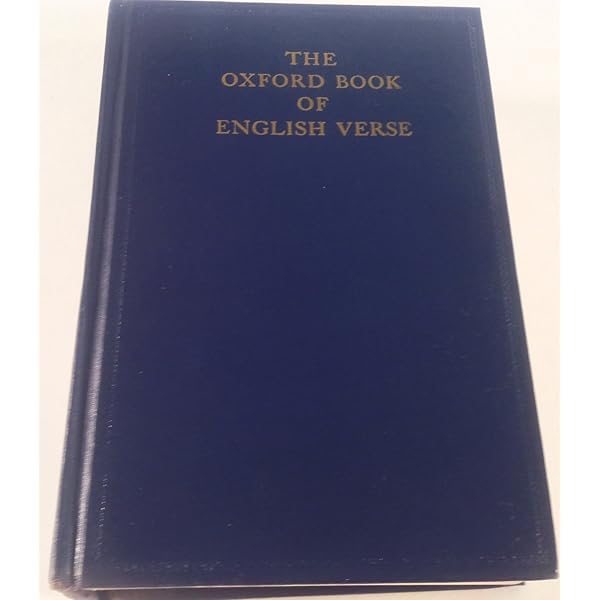 THE
OXFORD BOOK
OF
ENGLISH VERSE